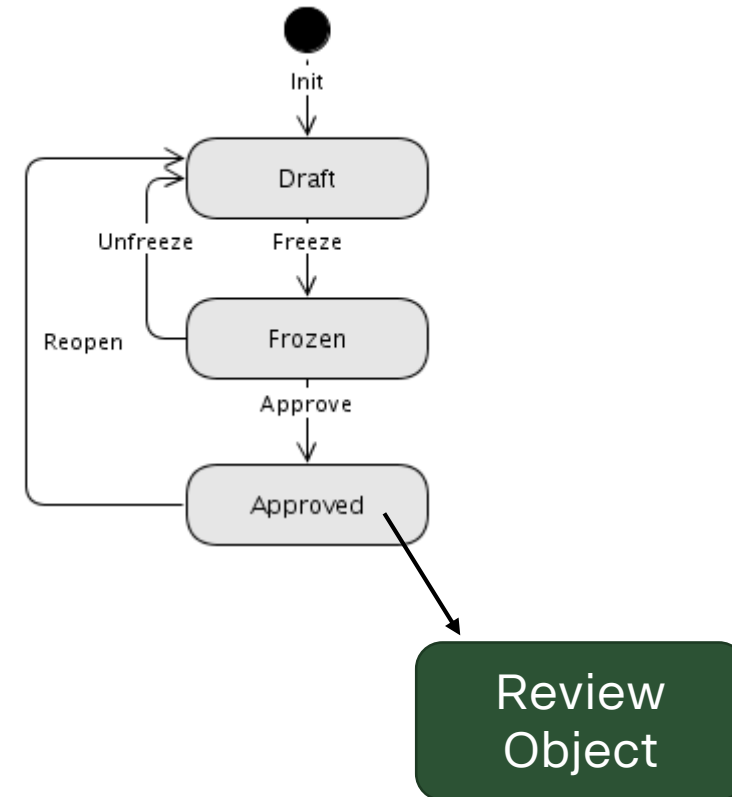 Init
Draft
Unfreeze
Freeze
Reopen
Frozen
Approve
Approved
Review
Object